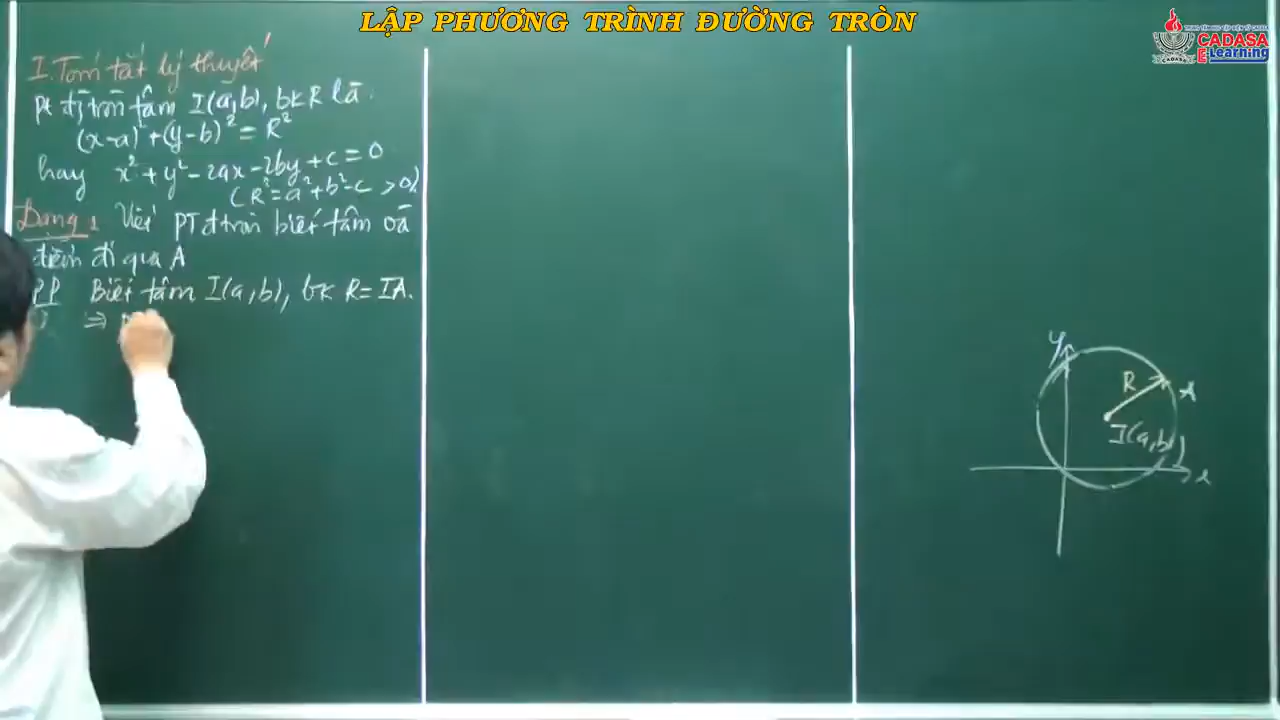 LẬP PHƯƠNG TRÌNH ĐƯỜNG TRÒN
CADASA
E Learning
I. Tóm tắt lý thuyết
Pt đg tròn tâm I(a,b), bk R là.
(x-a)² + (y-b)² = R²
hay x² + y² - 2ax - 2by + c = 0
(R² = a² + b² - c > 0)
Dạng 1 Viết PT đ tròn biết tâm và
điểm đi qua A
PP Biết tâm I(a,b), bk R = IA.
⇒
y
R
A
I(a,b)
x